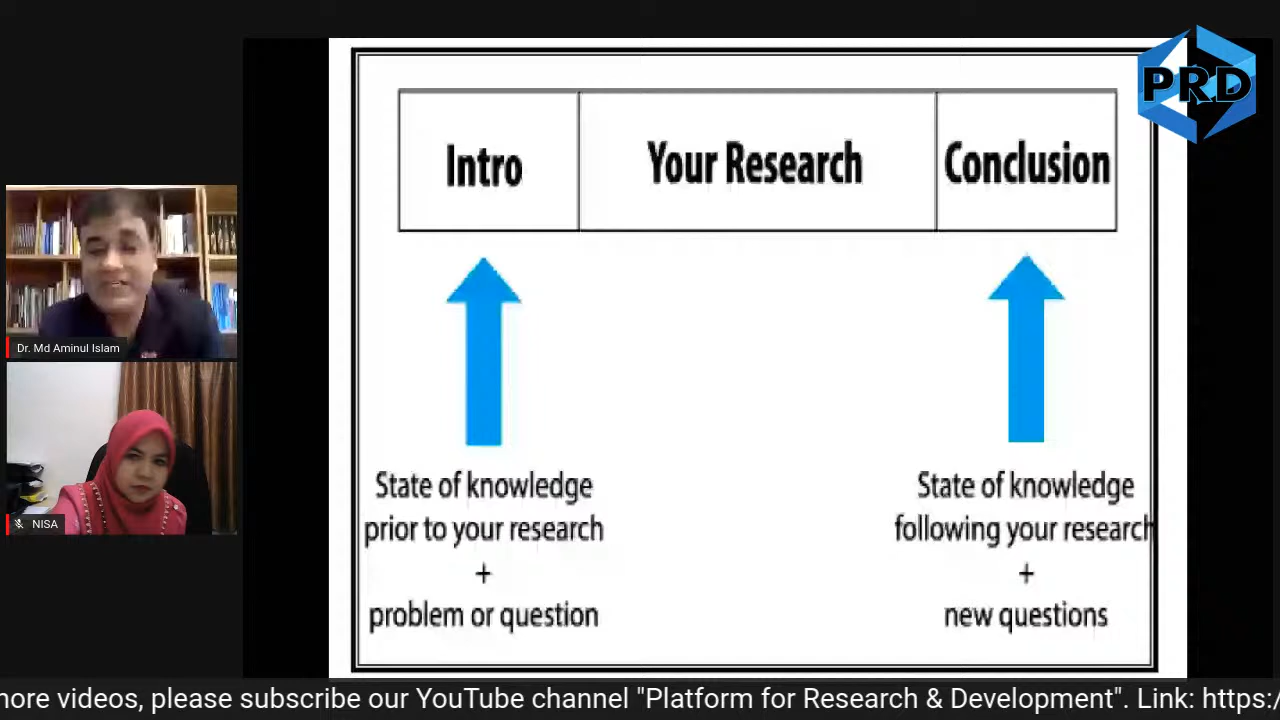 PRD
Intro
Your Research
Conclusion
State of knowledge
prior to your research
+
problem or question
State of knowledge
following your research
+
new questions
Dr. Md Aminul Islam
NISA
more videos, please subscribe our YouTube channel "Platform for Research & Development". Link: https:/